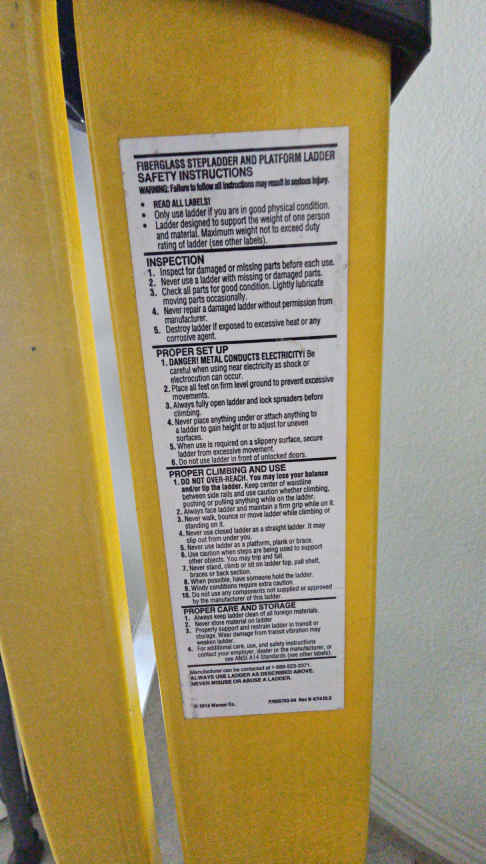 FIBERGLASS STEPLADDER AND PLATFORM LADDER
SAFETY INSTRUCTIONS
WARNING: Failure to follow all instructions may result in serious injury.
• READ ALL LABELS!
• Only use ladder if you are in good physical condition.
• Ladder designed to support the weight of one person
and material. Maximum weight not to exceed duty
rating of ladder (see other labels).
INSPECTION
1. Inspect for damaged or missing parts before each use.
2. Never use a ladder with missing or damaged parts.
3. Check all parts for good condition. Lightly lubricate
moving parts occasionally.
4. Never repair a damaged ladder without permission from
manufacturer.
5. Destroy ladder if exposed to excessive heat or any
corrosive agent.
PROPER SET UP
1. DANGER! METAL CONDUCTS ELECTRICITY! Be
careful when using near electricity as shock or
electrocution can occur.
2. Place all feet on firm level ground to prevent excessive
movements.
3. Always fully open ladder and lock spreaders before
climbing.
4. Never place anything under or attach anything to
a ladder to gain height or to adjust for uneven
surfaces.
5. When use is required on a slippery surface, secure
ladder from excessive movement.
6. Do not use ladder in front of unlocked doors.
PROPER CLIMBING AND USE
1. DO NOT OVER-REACH. You may lose your balance
and/or tip the ladder. Keep center of waistline
between side rails and use caution whether climbing,
pushing or pulling anything while on the ladder.
2. Always face ladder and maintain a firm grip while on it.
3. Never walk, bounce or move ladder while climbing or
standing on it.
4. Never use closed ladder as a straight ladder. It may
slip out from under you.
5. Never use ladder as a platform, plank or brace.
6. Use caution when steps are being used to support
other objects. You may trip and fall.
7. Never stand, climb or sit on ladder top, pail shelf,
braces or back section.
8. When possible, have someone hold the ladder.
9. Windy conditions require extra caution.
10. Do not use any components not supplied or approved
by the manufacturer of this ladder.
PROPER CARE AND STORAGE
1. Always keep ladder clean of all foreign materials.
2. Never store material on ladder
3. Properly support and restrain ladder in transit or
storage. Wear damage from transit vibration may
weaken ladder.
4. For additional care, use, and safety instructions
contact your employer, dealer or the manufacturer, or
see ANSI A14 Standards (see other labels).
Manufacturer can be contacted at
ALWAYS USE LADDER AS DESCRIBED ABOVE.
NEVER MISUSE OR ABUSE A LADDER.
Werner Co.